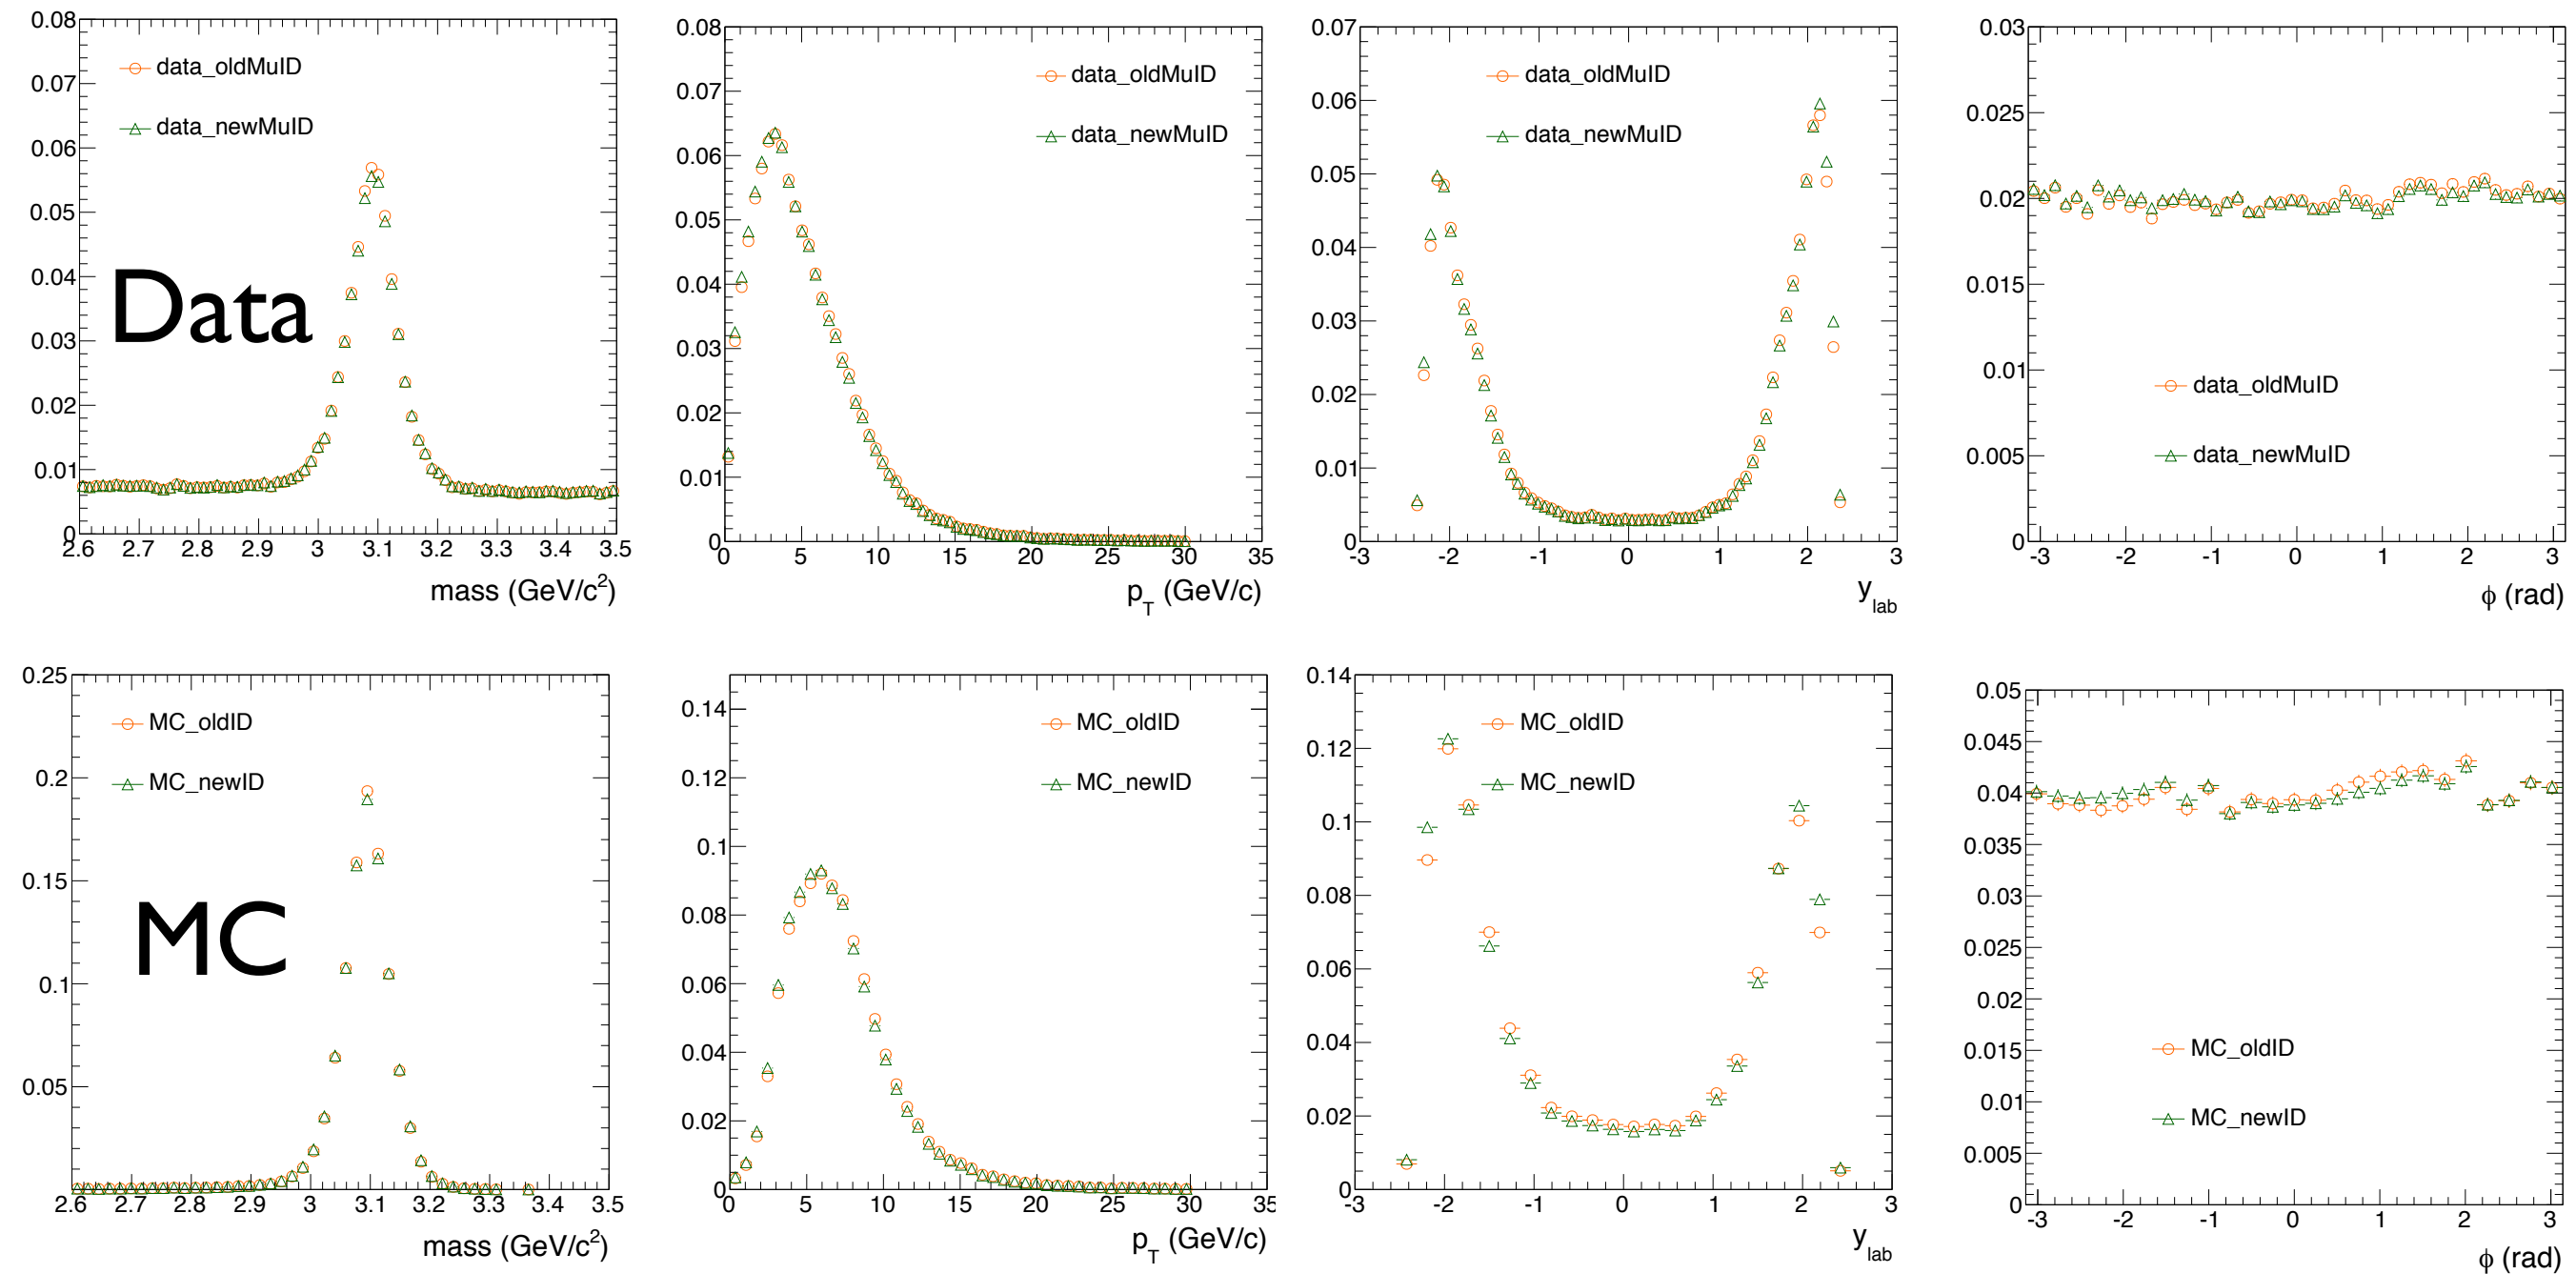 0.08
0.07
0.06
0.05
0.04
0.03
0.02
0.01
0
data_oldMuID
data_newMuID
Data
2.6 2.7 2.8 2.9 3 3.1 3.2 3.3 3.4 3.5
mass (GeV/c²)
0.08
0.07
0.06
0.05
0.04
0.03
0.02
0.01
0
data_oldMuID
data_newMuID
0 5 10 15 20 25 30 35
p_T (GeV/c)
0.07
0.06
0.05
0.04
0.03
0.02
0.01
0
data_oldMuID
data_newMuID
-3 -2 -1 0 1 2 3
y_lab
0.03
0.025
0.02
0.015
0.01
0.005
0
data_oldMuID
data_newMuID
-3 -2 -1 0 1 2 3
ϕ (rad)
0.25
0.2
0.15
0.1
0.05
MC_oldID
MC_newID
MC
2.6 2.7 2.8 2.9 3 3.1 3.2 3.3 3.4 3.5
mass (GeV/c²)
0.14
0.12
0.1
0.08
0.06
0.04
0.02
0
MC_oldID
MC_newID
5 10 15 20 25 30 35
p_T (GeV/c)
0.14
0.12
0.1
0.08
0.06
0.04
0.02
0
MC_oldID
MC_newID
-3 -2 -1 0 1 2 3
y_lab
0.05
0.045
0.04
0.035
0.03
0.025
0.02
0.015
0.01
0.005
0
MC_oldID
MC_newID
-3 -2 -1 0 1 2 3
ϕ (rad)